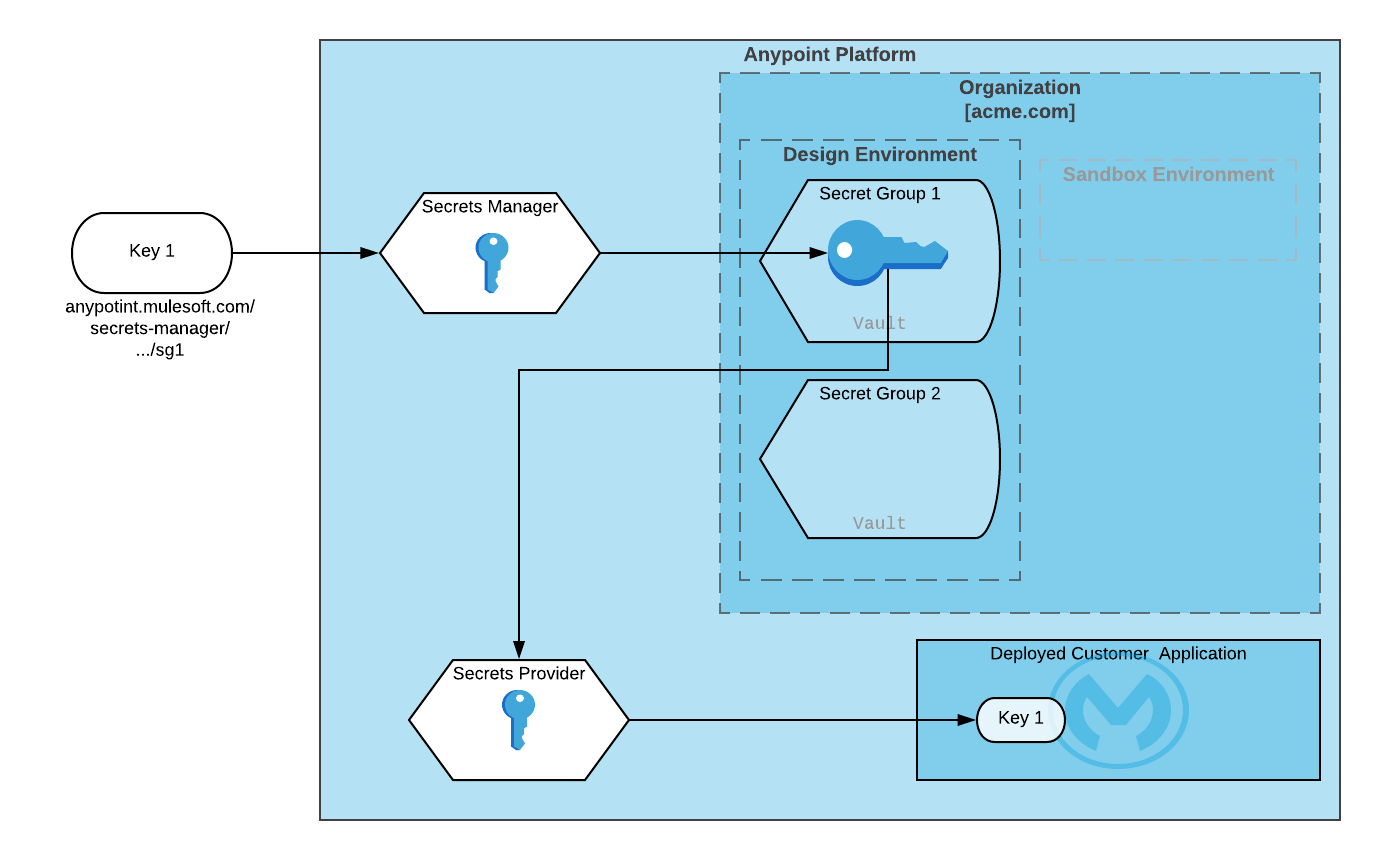 Anypoint Platform
Organization
[acme.com]
Design Environment
Sandbox Environment
Secret Group 1
Vault
Secret Group 2
Vault
Secrets Manager
Key 1
anypotint.mulesoft.com/
secrets-manager/
.../sg1
Secrets Provider
Deployed Customer Application
Key 1